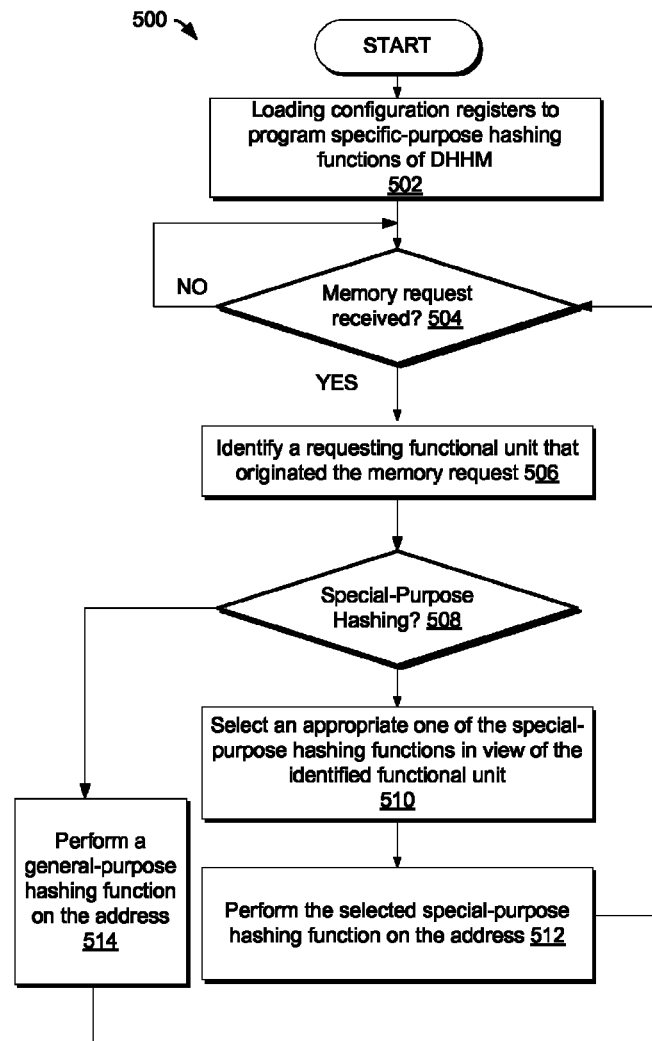 500
START
Loading configuration registers to
program specific-purpose hashing
functions of DHHM
502
NO
Memory request
received? 504
YES
Identify a requesting functional unit that
originated the memory request 506
Special-Purpose
Hashing? 508
Select an appropriate one of the special-
purpose hashing functions in view of the
identified functional unit
510
Perform a
general-purpose
hashing function
on the address
514
Perform the selected special-purpose
hashing function on the address 512